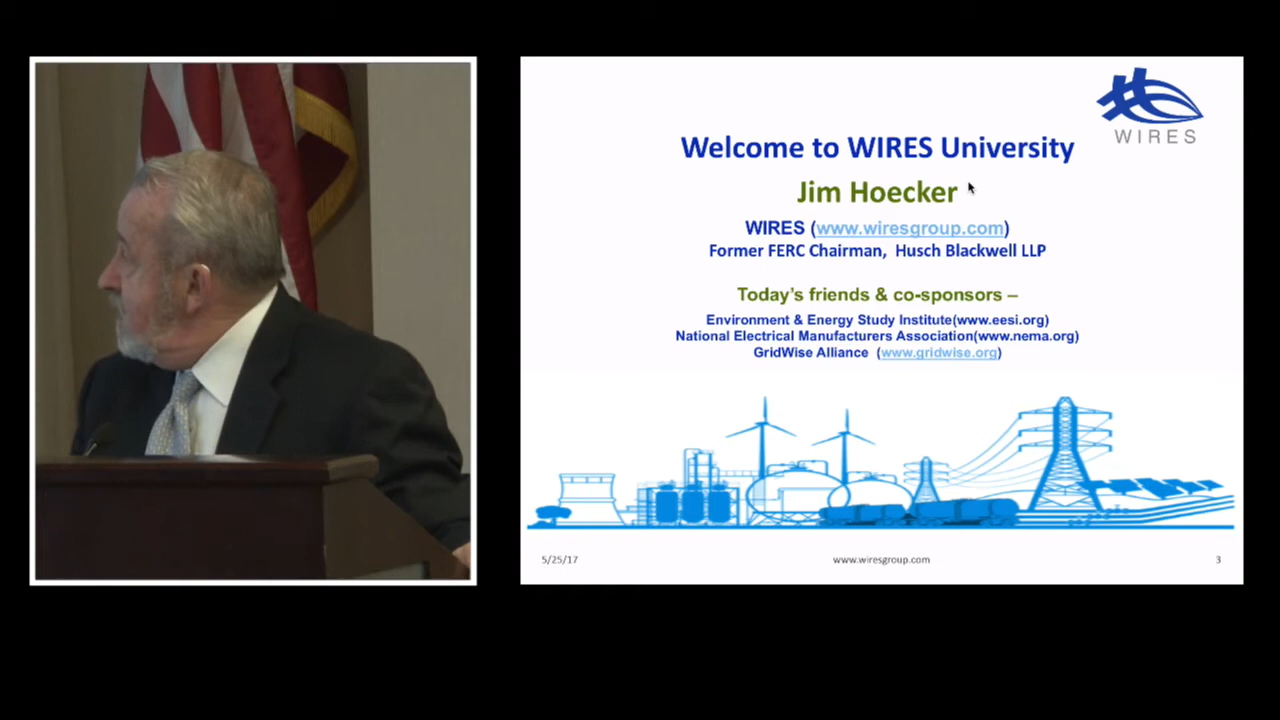 WIRES
Welcome to WIRES University
Jim Hoecker
WIRES (www.wiresgroup.com)
Former FERC Chairman, Husch Blackwell LLP
Today's friends & co-sponsors –
Environment & Energy Study Institute(www.eesi.org)
National Electrical Manufacturers Association(www.nema.org)
GridWise Alliance (www.gridwise.org)
5/25/17
www.wiresgroup.com
3